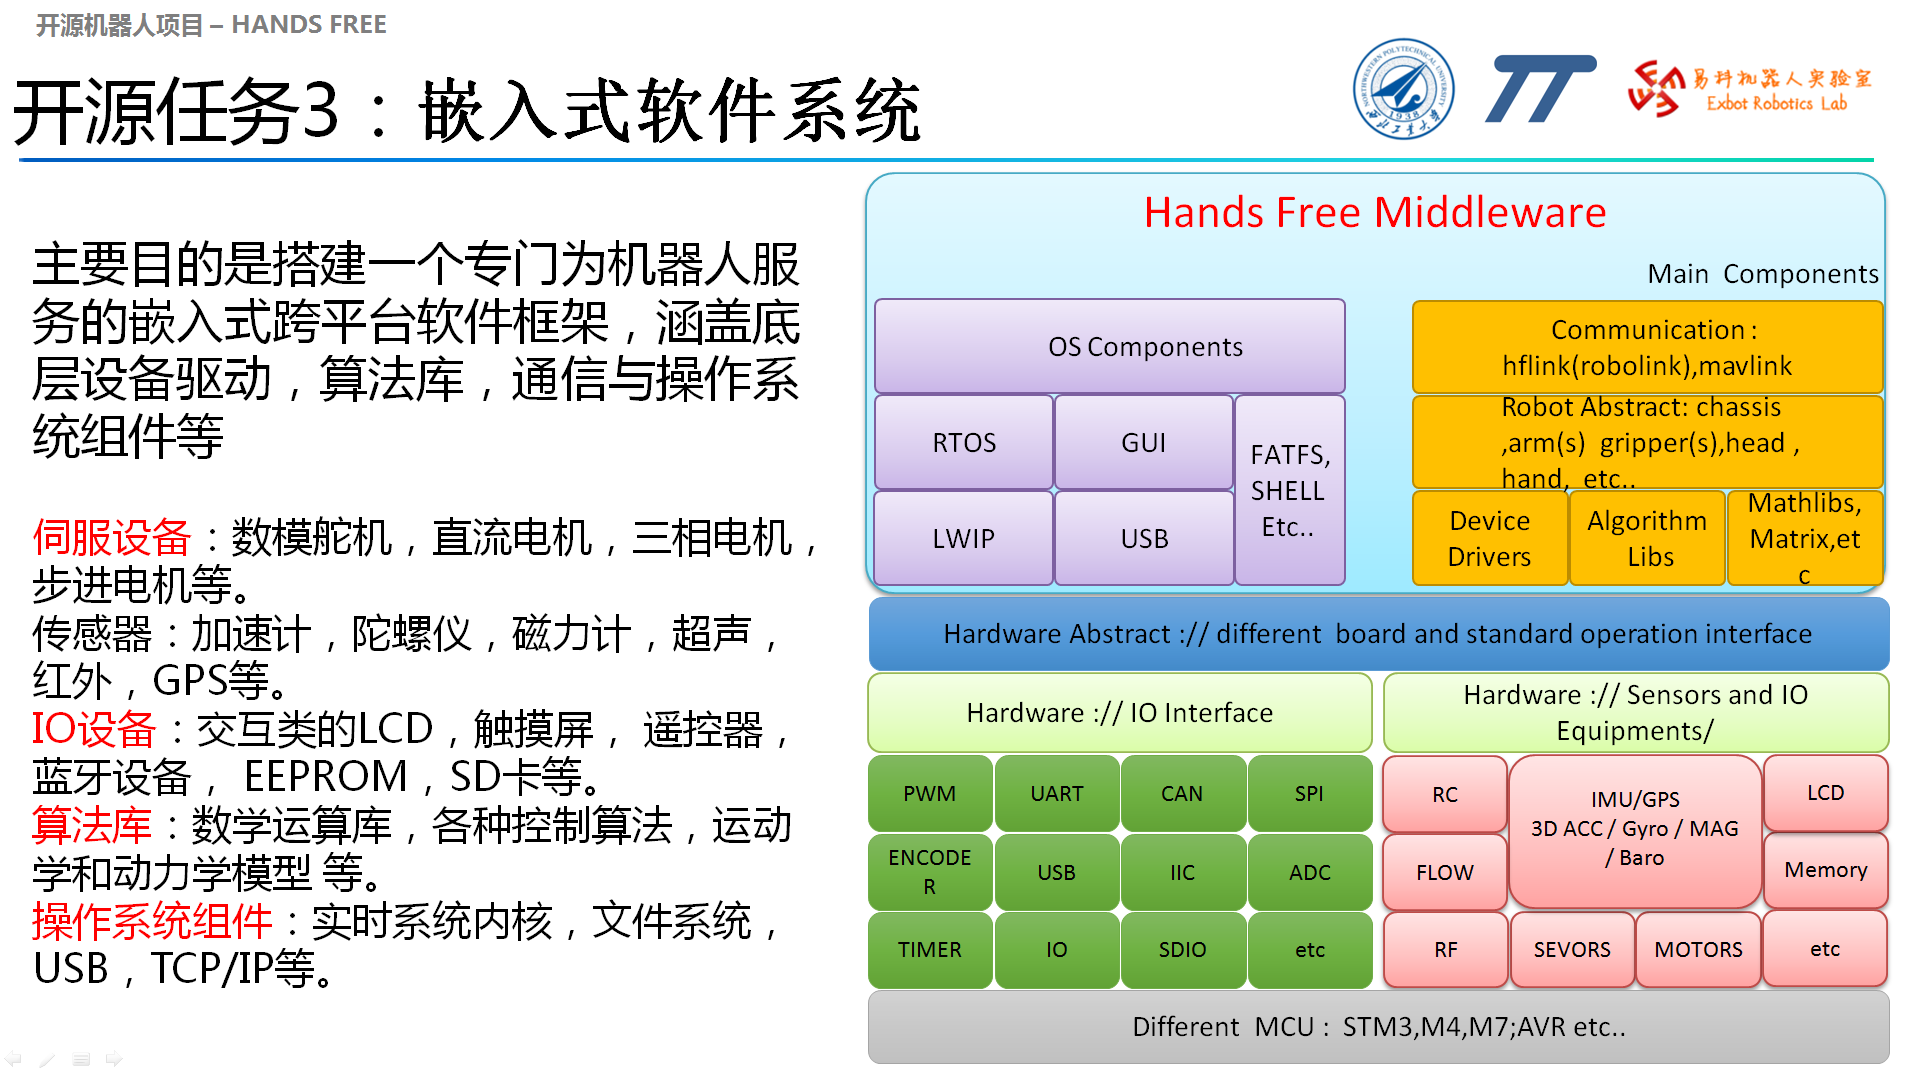 开源机器人项目 – HANDS FREE
开源任务3：嵌入式软件系统
NORTHWESTERN POLYTECHNICAL UNIVERSITY
1938
西北工业大学
易科机器人实验室
Exbot Robotics Lab
主要目的是搭建一个专门为机器人服
务的嵌入式跨平台软件框架，涵盖底
层设备驱动，算法库，通信与操作系
统组件等
伺服设备：数模舵机，直流电机，三相电机，
步进电机等。
传感器：加速计，陀螺仪，磁力计，超声，
红外，GPS等。
IO设备：交互类的LCD，触摸屏， 遥控器，
蓝牙设备， EEPROM，SD卡等。
算法库：数学运算库，各种控制算法，运动
学和动力学模型 等。
操作系统组件：实时系统内核，文件系统，
USB，TCP/IP等。
Hands Free Middleware
Main Components
OS Components
RTOS
GUI
FATFS,
SHELL
Etc..
LWIP
USB
Communication :
hflink(robolink),mavlink
Robot Abstract: chassis
,arm(s) gripper(s),head ,
hand, etc..
Device
Drivers
Algorithm
Libs
Mathlibs,
Matrix,et
c
Hardware Abstract :// different board and standard operation interface
Hardware :// IO Interface
Hardware :// Sensors and IO
Equipments/
PWM
UART
CAN
SPI
ENCODE
R
USB
IIC
ADC
TIMER
IO
SDIO
etc
RC
IMU/GPS
3D ACC / Gyro / MAG
/ Baro
LCD
FLOW
Memory
RF
SEVORS
MOTORS
etc
Different MCU : STM3,M4,M7;AVR etc..